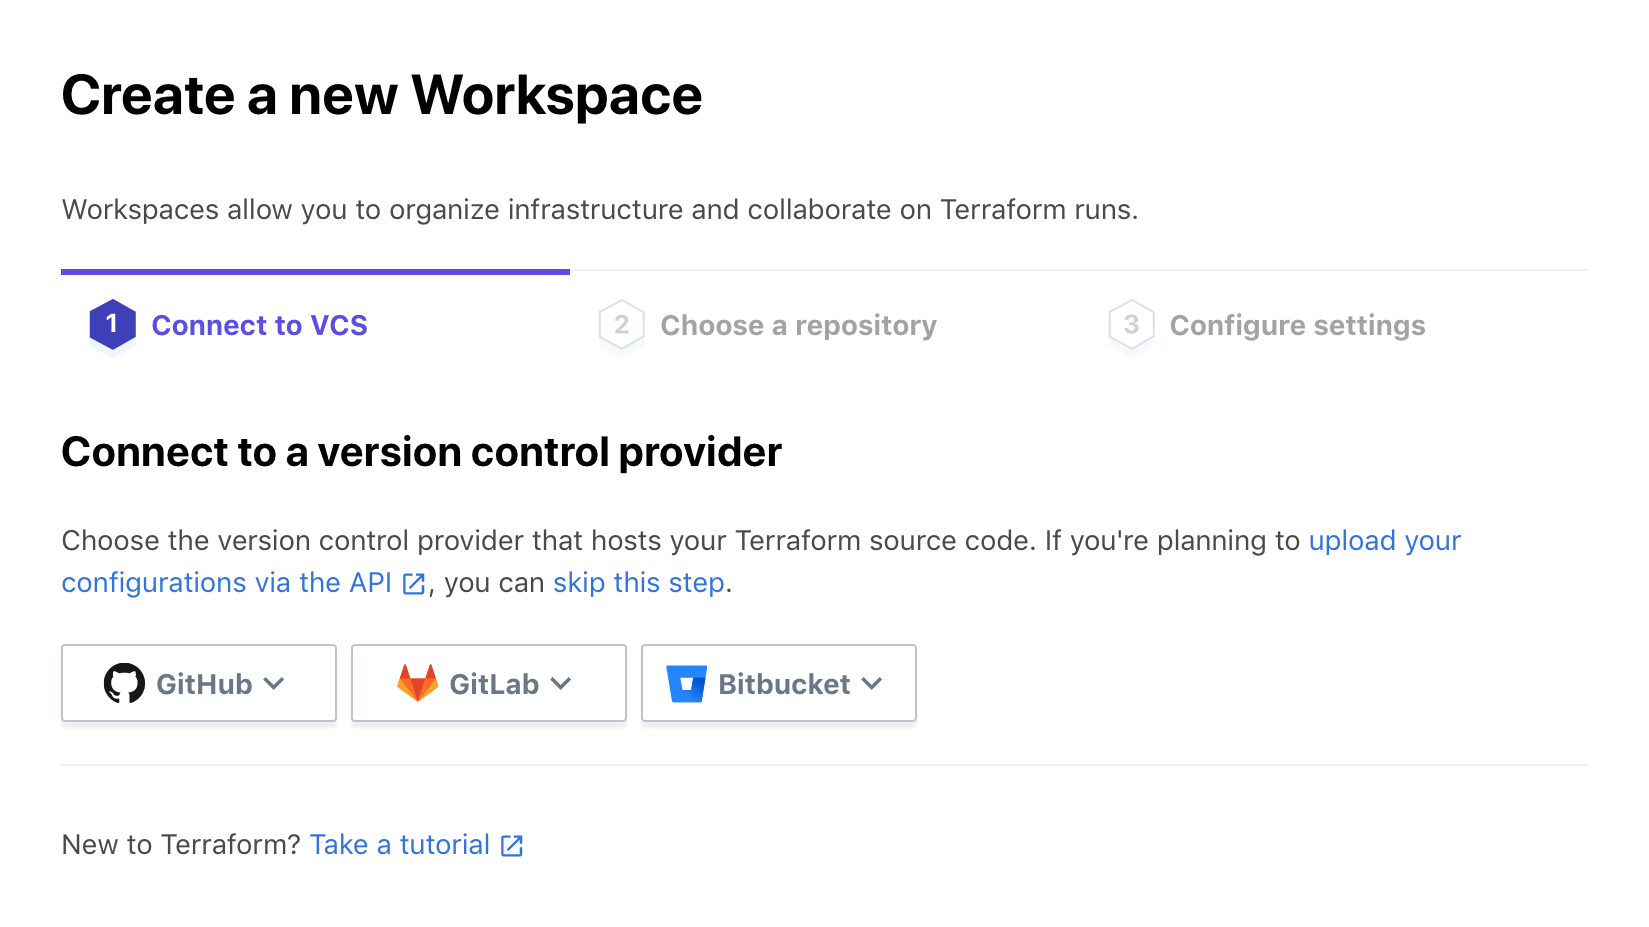 Create a new Workspace
Workspaces allow you to organize infrastructure and collaborate on Terraform runs.
1 Connect to VCS
2 Choose a repository
3 Configure settings
Connect to a version control provider
Choose the version control provider that hosts your Terraform source code. If you're planning to upload your
configurations via the API, you can skip this step.
GitHub
GitLab
Bitbucket
New to Terraform? Take a tutorial